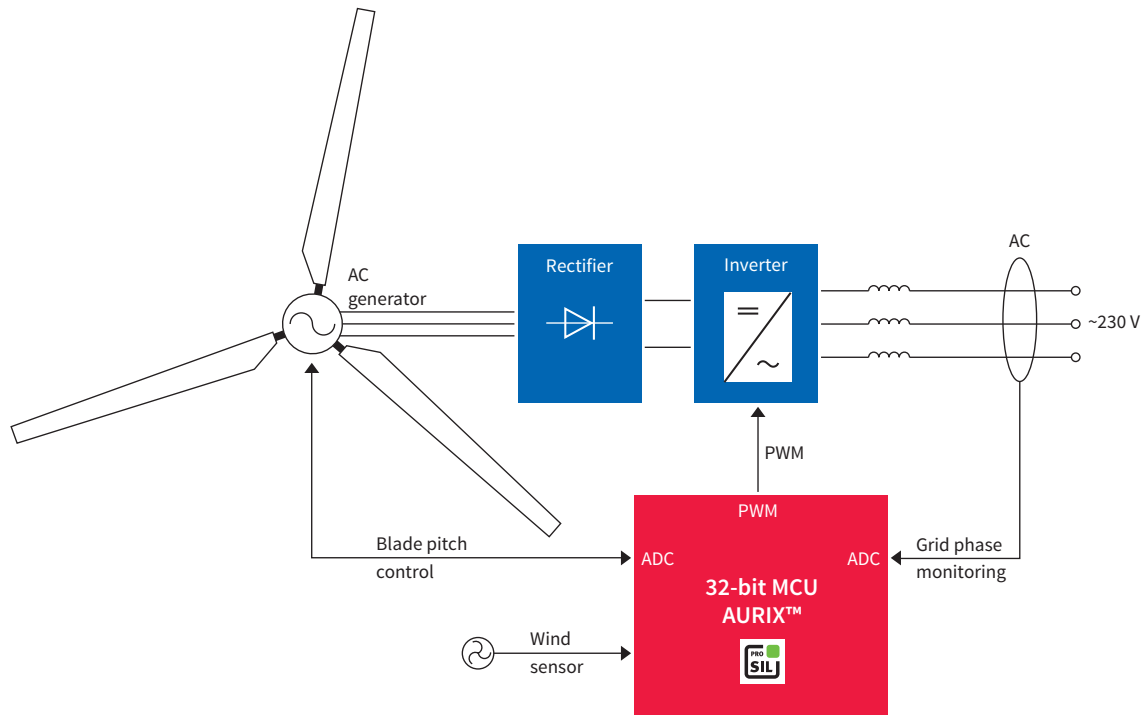 AC
generator
Rectifier
Inverter
AC
~230 V
PWM
PWM
Blade pitch
control
ADC
ADC
Grid phase
monitoring
32-bit MCU
AURIX™
Wind
sensor
PRO
SIL